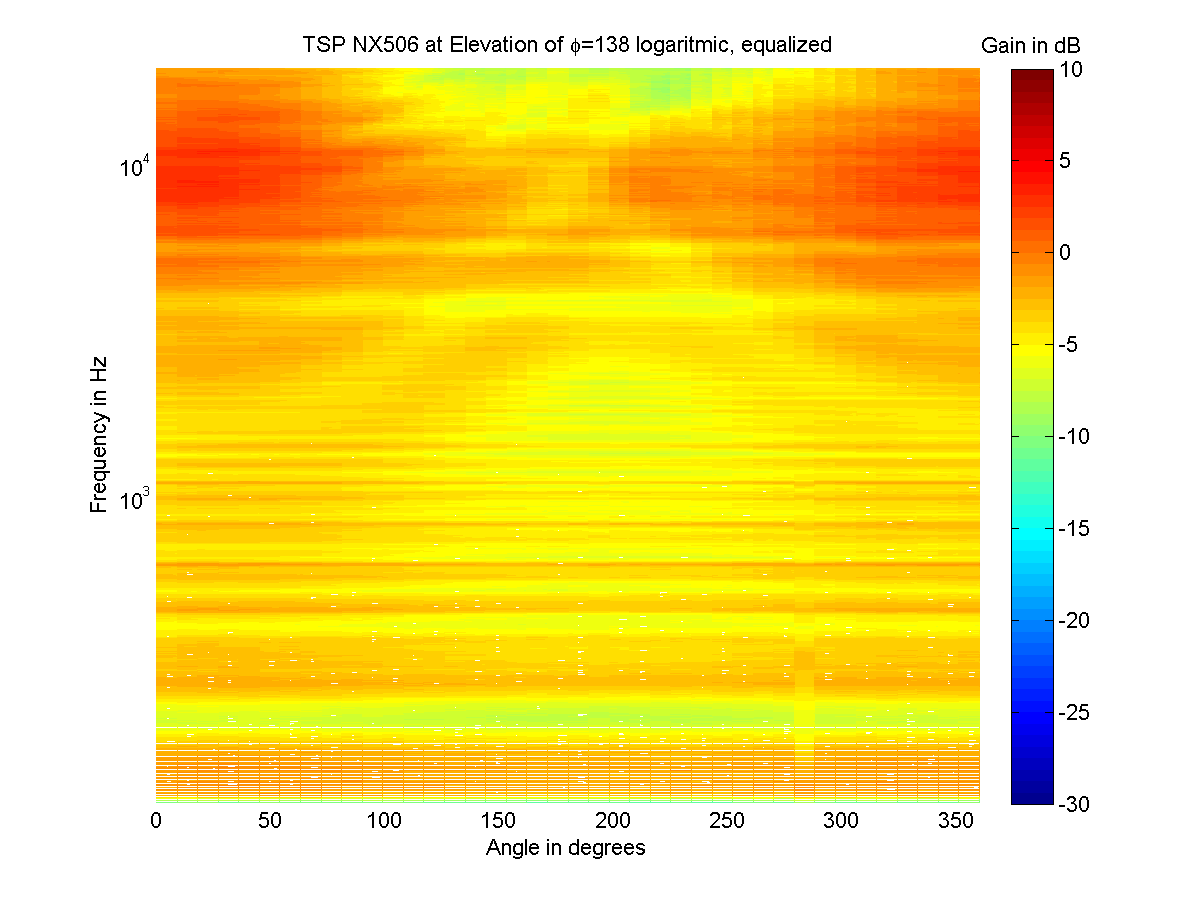 TSP NX506 at Elevation of ϕ=138 logaritmic, equalized
Gain in dB
Frequency in Hz
10^4
10^3
0 50 100 150 200 250 300 350
Angle in degrees
10
5
0
-5
-10
-15
-20
-25
-30